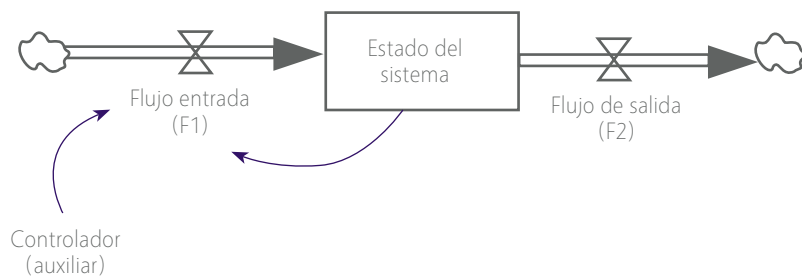 Estado del
sistema
Flujo entrada
(F1)
Flujo de salida
(F2)
Controlador
(auxiliar)